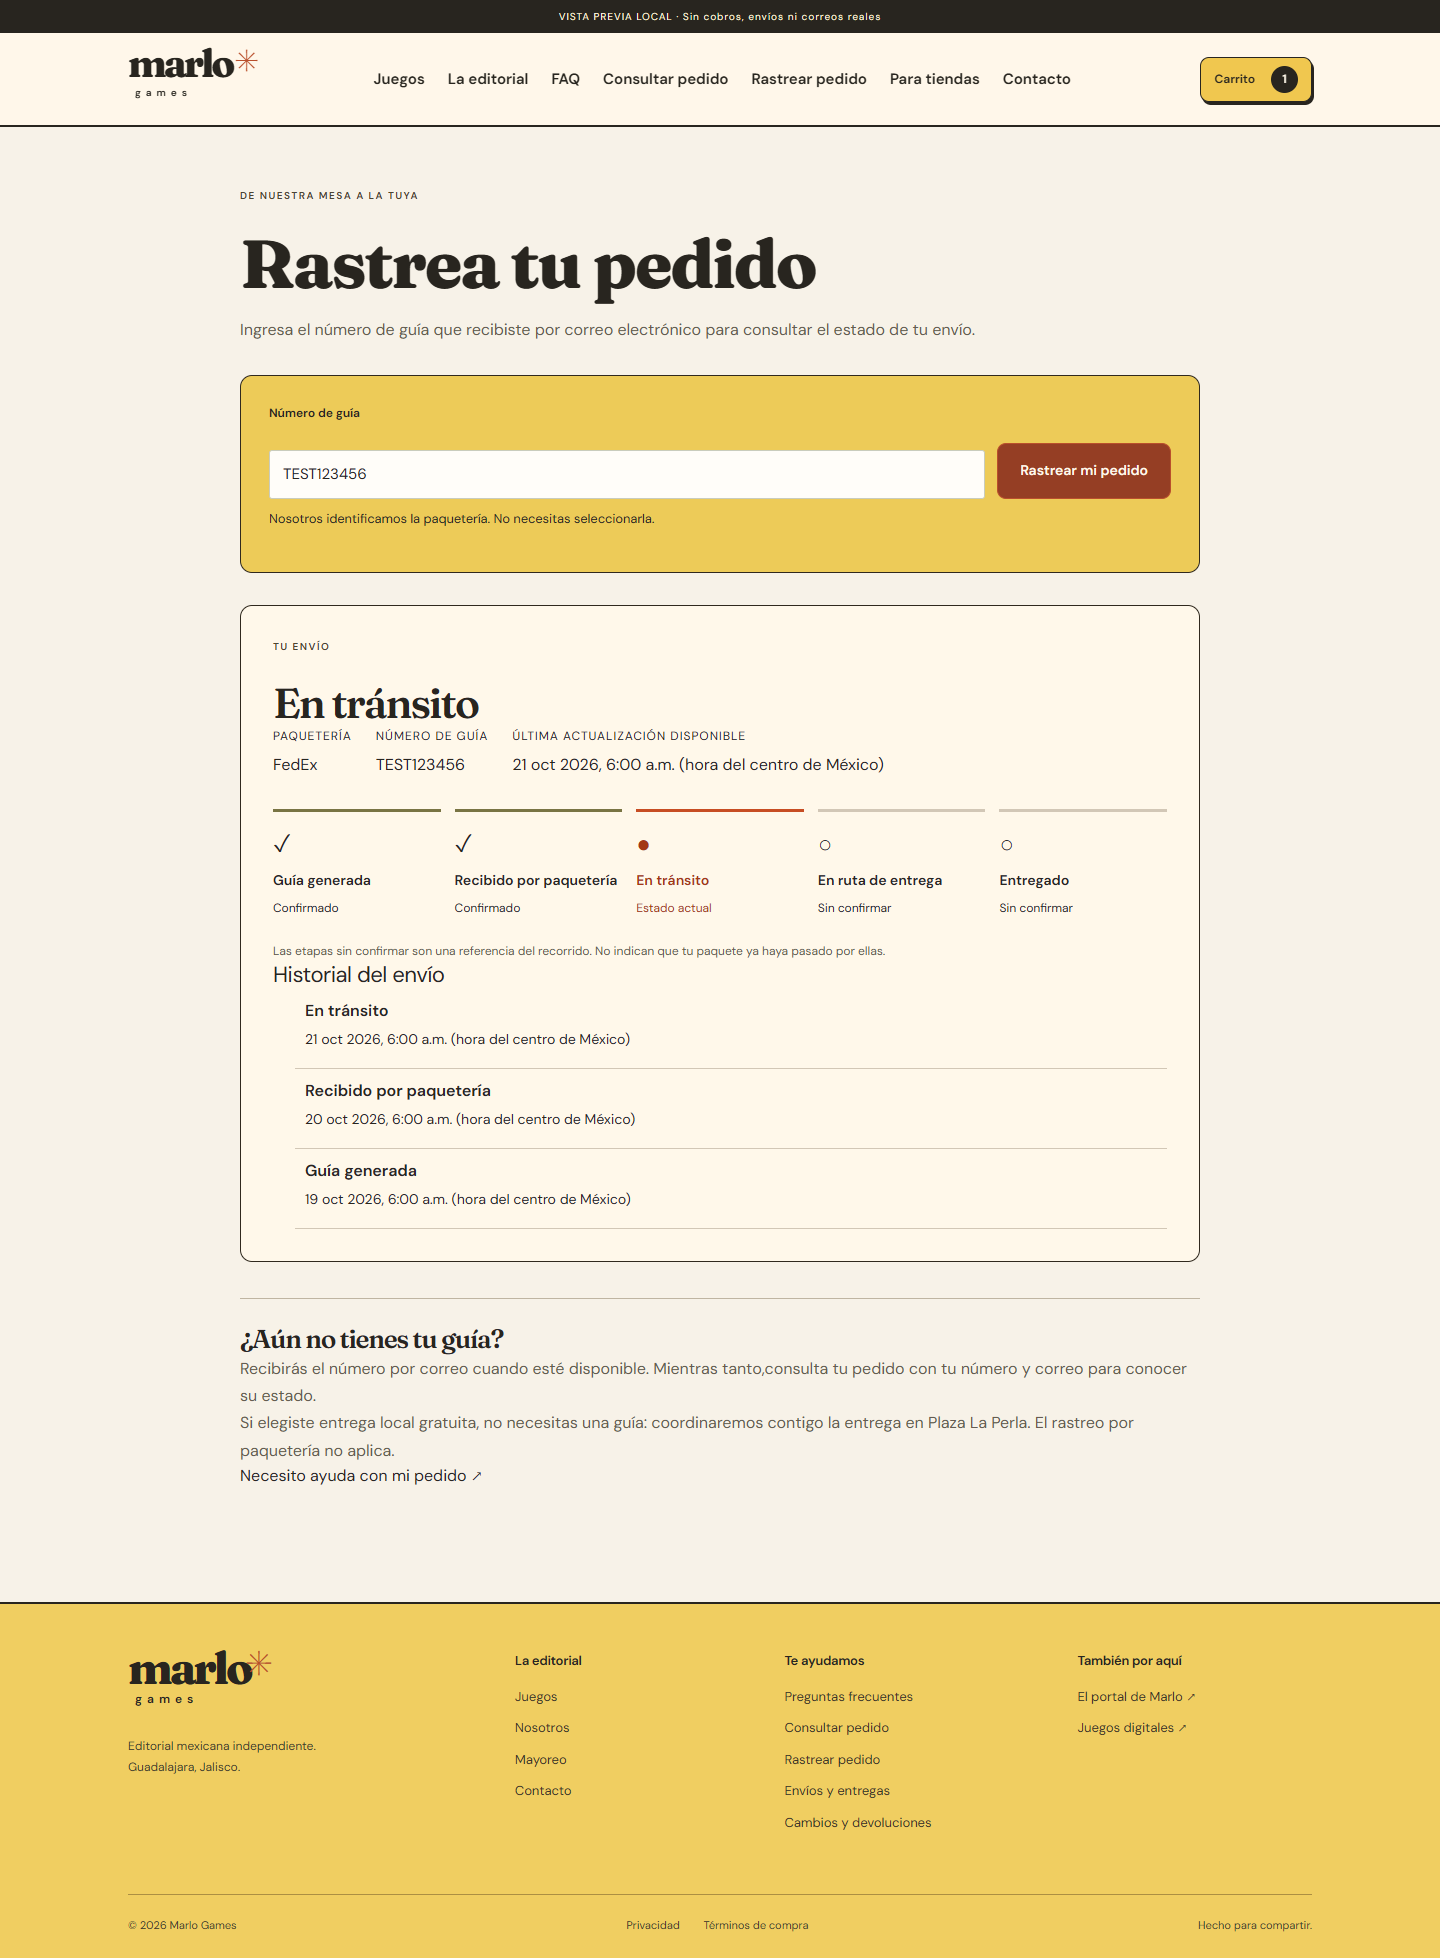 VISTA PREVIA LOCAL · Sin cobros, envíos ni correos reales
marlo
games
Juegos La editorial FAQ Consultar pedido Rastrear pedido Para tiendas Contacto
Carrito 1
DE NUESTRA MESA A LA TUYA
Rastrea tu pedido
Ingresa el número de guía que recibiste por correo electrónico para consultar el estado de tu envío.
Número de guía
TEST123456
Rastrear mi pedido
Nosotros identificamos la paquetería. No necesitas seleccionarla.
TU ENVÍO
En tránsito
PAQUETERÍA NÚMERO DE GUÍA ÚLTIMA ACTUALIZACIÓN DISPONIBLE
FedEx TEST123456 21 oct 2026, 6:00 a.m. (hora del centro de México)
✓ ✓ ● ○ ○
Guía generada Recibido por paquetería En tránsito En ruta de entrega Entregado
Confirmado Confirmado Estado actual Sin confirmar Sin confirmar
Las etapas sin confirmar son una referencia del recorrido. No indican que tu paquete ya haya pasado por ellas.
Historial del envío
En tránsito
21 oct 2026, 6:00 a.m. (hora del centro de México)
Recibido por paquetería
20 oct 2026, 6:00 a.m. (hora del centro de México)
Guía generada
19 oct 2026, 6:00 a.m. (hora del centro de México)
¿Aún no tienes tu guía?
Recibirás el número por correo cuando esté disponible. Mientras tanto,consulta tu pedido con tu número y correo para conocer
su estado.
Si elegiste entrega local gratuita, no necesitas una guía: coordinaremos contigo la entrega en Plaza La Perla. El rastreo por
paquetería no aplica.
Necesito ayuda con mi pedido ↗
marlo
games
Editorial mexicana independiente.
Guadalajara, Jalisco.
La editorial
Juegos
Nosotros
Mayoreo
Contacto
Te ayudamos
Preguntas frecuentes
Consultar pedido
Rastrear pedido
Envíos y entregas
Cambios y devoluciones
También por aquí
El portal de Marlo ↗
Juegos digitales ↗
© 2026 Marlo Games
Privacidad Términos de compra
Hecho para compartir.